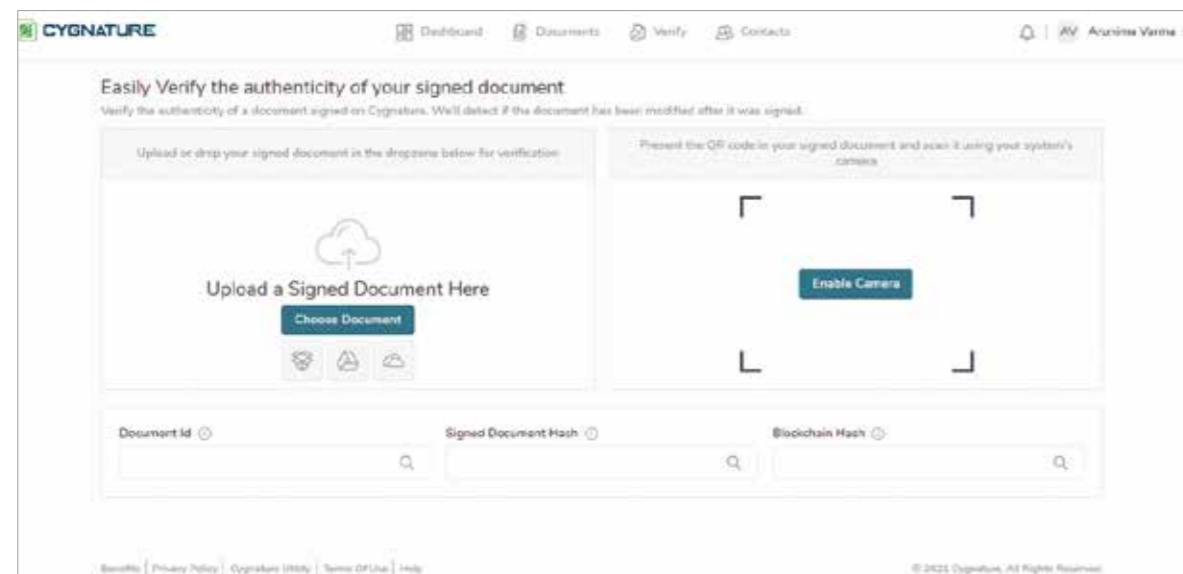 CYGNATURE
Dashboard Documents Verify Contacts
AV Arunima Varma
Easily Verify the authenticity of your signed document
Verify the authenticity of a document signed on Cygnature. We'll detect if the document has been modified after it was signed.
Upload or drop your signed document in the dropzone below for verification
Present the QR code in your signed document and scan it using your system's
camera
Upload a Signed Document Here
Choose Document
Enable Camera
Document Id
Signed Document Hash
Blockchain Hash
Benefits | Privacy Policy | Cygnature Utility | Terms Of Use | Help
© 2021 Cygnature, All Rights Reserved.